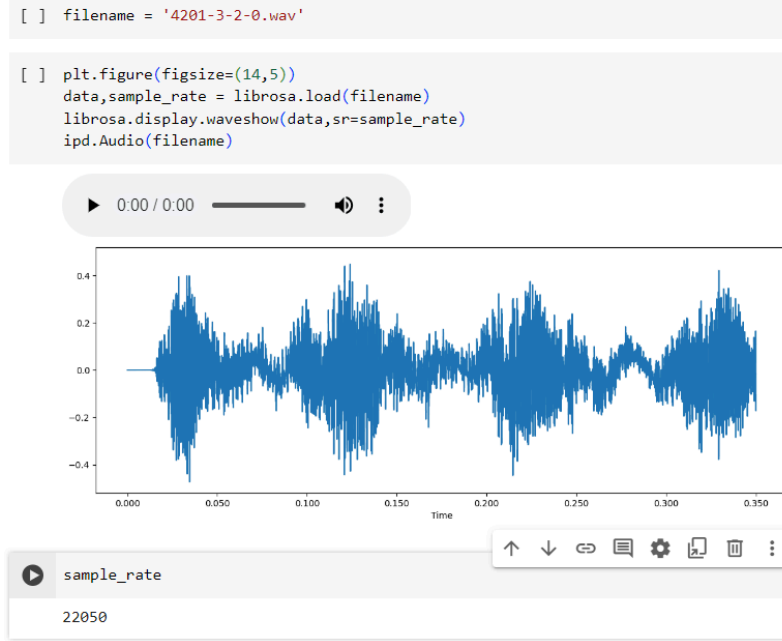 [ ] filename = '4201-3-2-0.wav'
[ ] plt.figure(figsize=(14,5))
data,sample_rate = librosa.load(filename)
librosa.display.waveshow(data,sr=sample_rate)
ipd.Audio(filename)
0:00 / 0:00
0.4
0.2
0.0
−0.2
−0.4
0.000 0.050 0.100 0.150 0.200 0.250 0.300 0.350
Time
sample_rate
22050